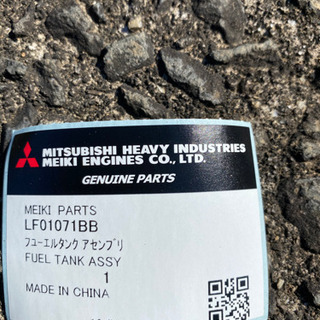 MITSUBISHI HEAVY INDUSTRIES
MEIKI ENGINES CO., LTD.
GENUINE PARTS
MEIKI PARTS
LF01071BB
フユーエルタンク アセンブリ
FUEL TANK ASSY
1
MADE IN CHINA